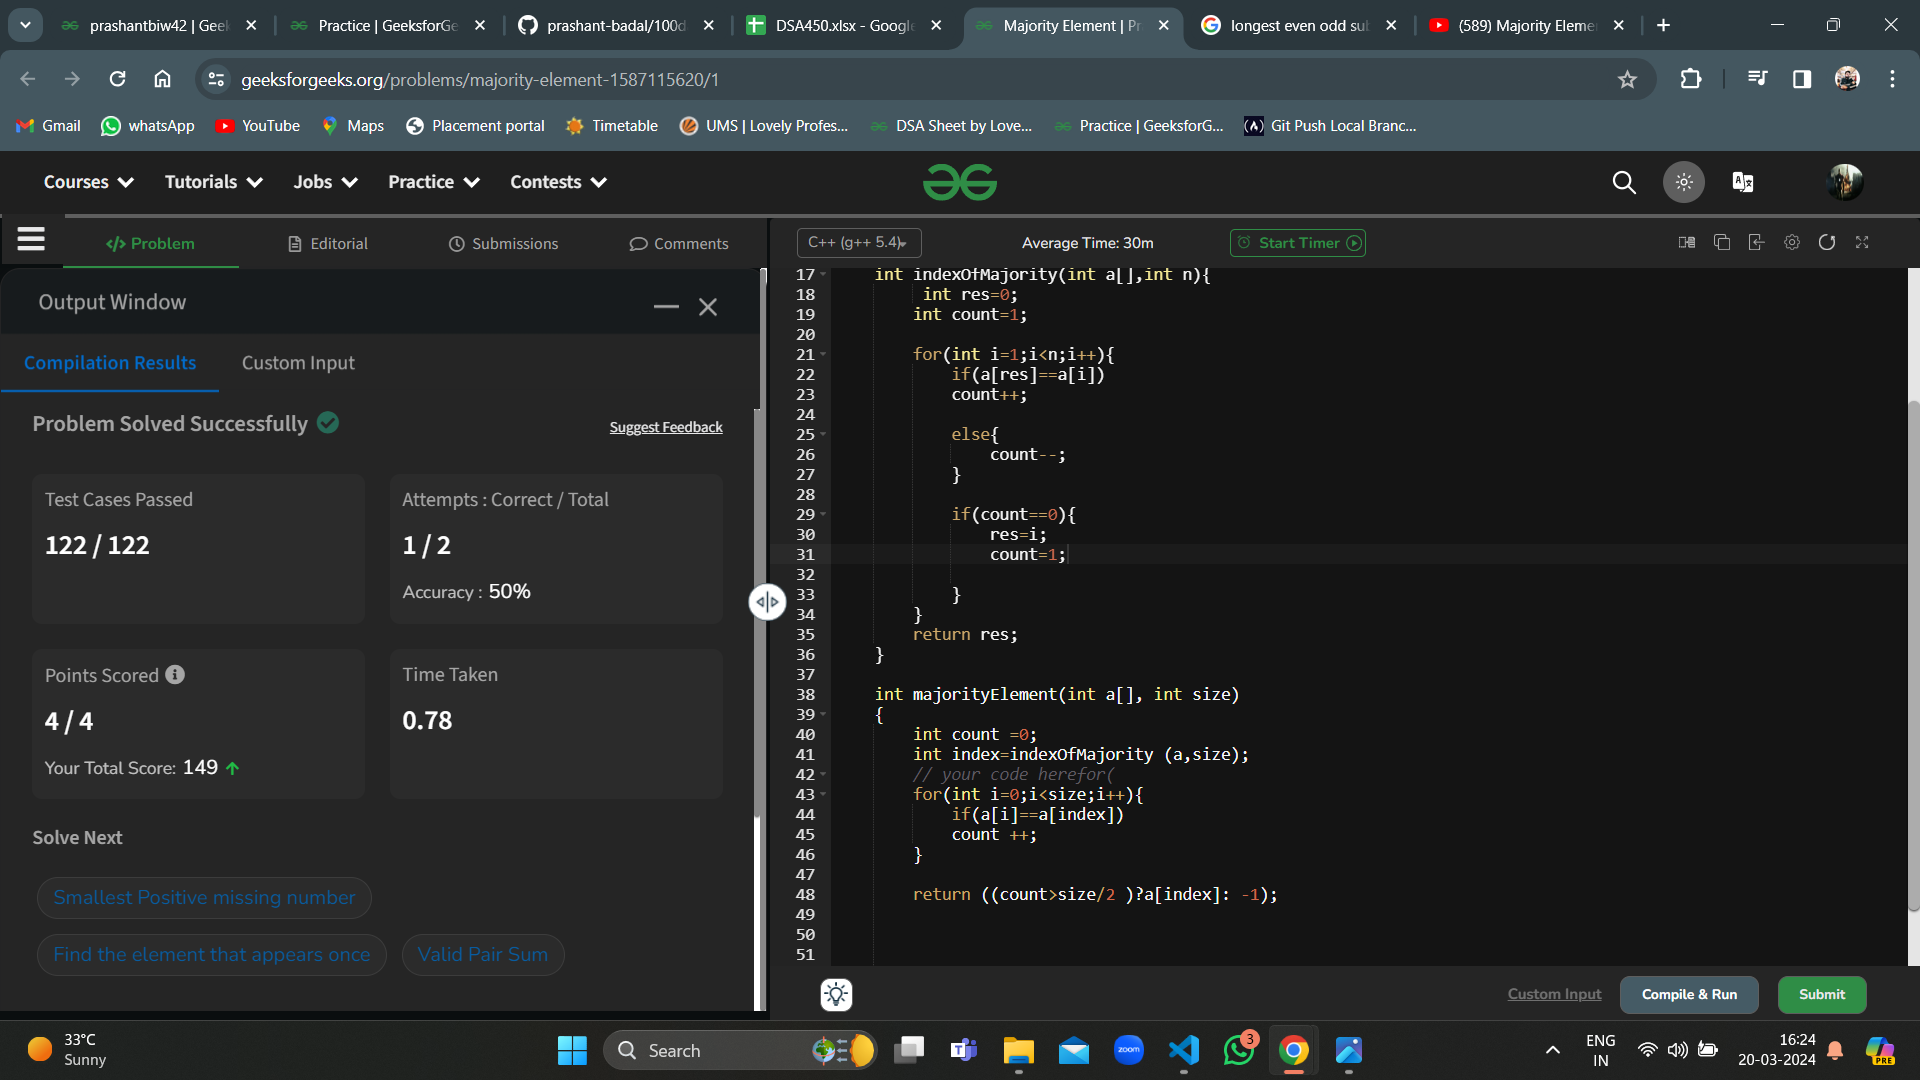 prashantbiw42 | Geek
Practice | GeeksforGe
prashant-badal/100d
DSA450.xlsx - Google
Majority Element | Pr
longest even odd sub
(589) Majority Eleme
geeksforgeeks.org/problems/majority-element-1587115620/1
Gmail
whatsApp
YouTube
Maps
Placement portal
Timetable
UMS | Lovely Profes...
DSA Sheet by Love...
Practice | GeeksforG...
Git Push Local Branc...
Courses
Tutorials
Jobs
Practice
Contests
Problem
Editorial
Submissions
Comments
C++ (g++ 5.4)
Average Time: 30m
Start Timer
Output Window
Compilation Results
Custom Input
Problem Solved Successfully
Suggest Feedback
Test Cases Passed
122 / 122
Attempts : Correct / Total
1 / 2
Accuracy : 50%
Points Scored
4 / 4
Your Total Score: 149
Time Taken
0.78
Solve Next
Smallest Positive missing number
Find the element that appears once
Valid Pair Sum
17 int indexOfMajority(int a[],int n){
18 int res=0;
19 int count=1;
20
21 for(int i=1;i<n;i++){
22 if(a[res]==a[i])
23 count++;
24
25 else{
26 count--;
27 }
28
29 if(count==0){
30 res=i;
31 count=1;
32
33 }
34 }
35 return res;
36 }
37
38 int majorityElement(int a[], int size)
39 {
40 int count =0;
41 int index=indexOfMajority (a,size);
42 // your code herefor(
43 for(int i=0;i<size;i++){
44 if(a[i]==a[index])
45 count ++;
46 }
47
48 return ((count>size/2 )?a[index]: -1);
49
50
51
Custom Input
Compile & Run
Submit
33°C
Sunny
Search
zoom
3
ENG
IN
16:24
20-03-2024
PRE